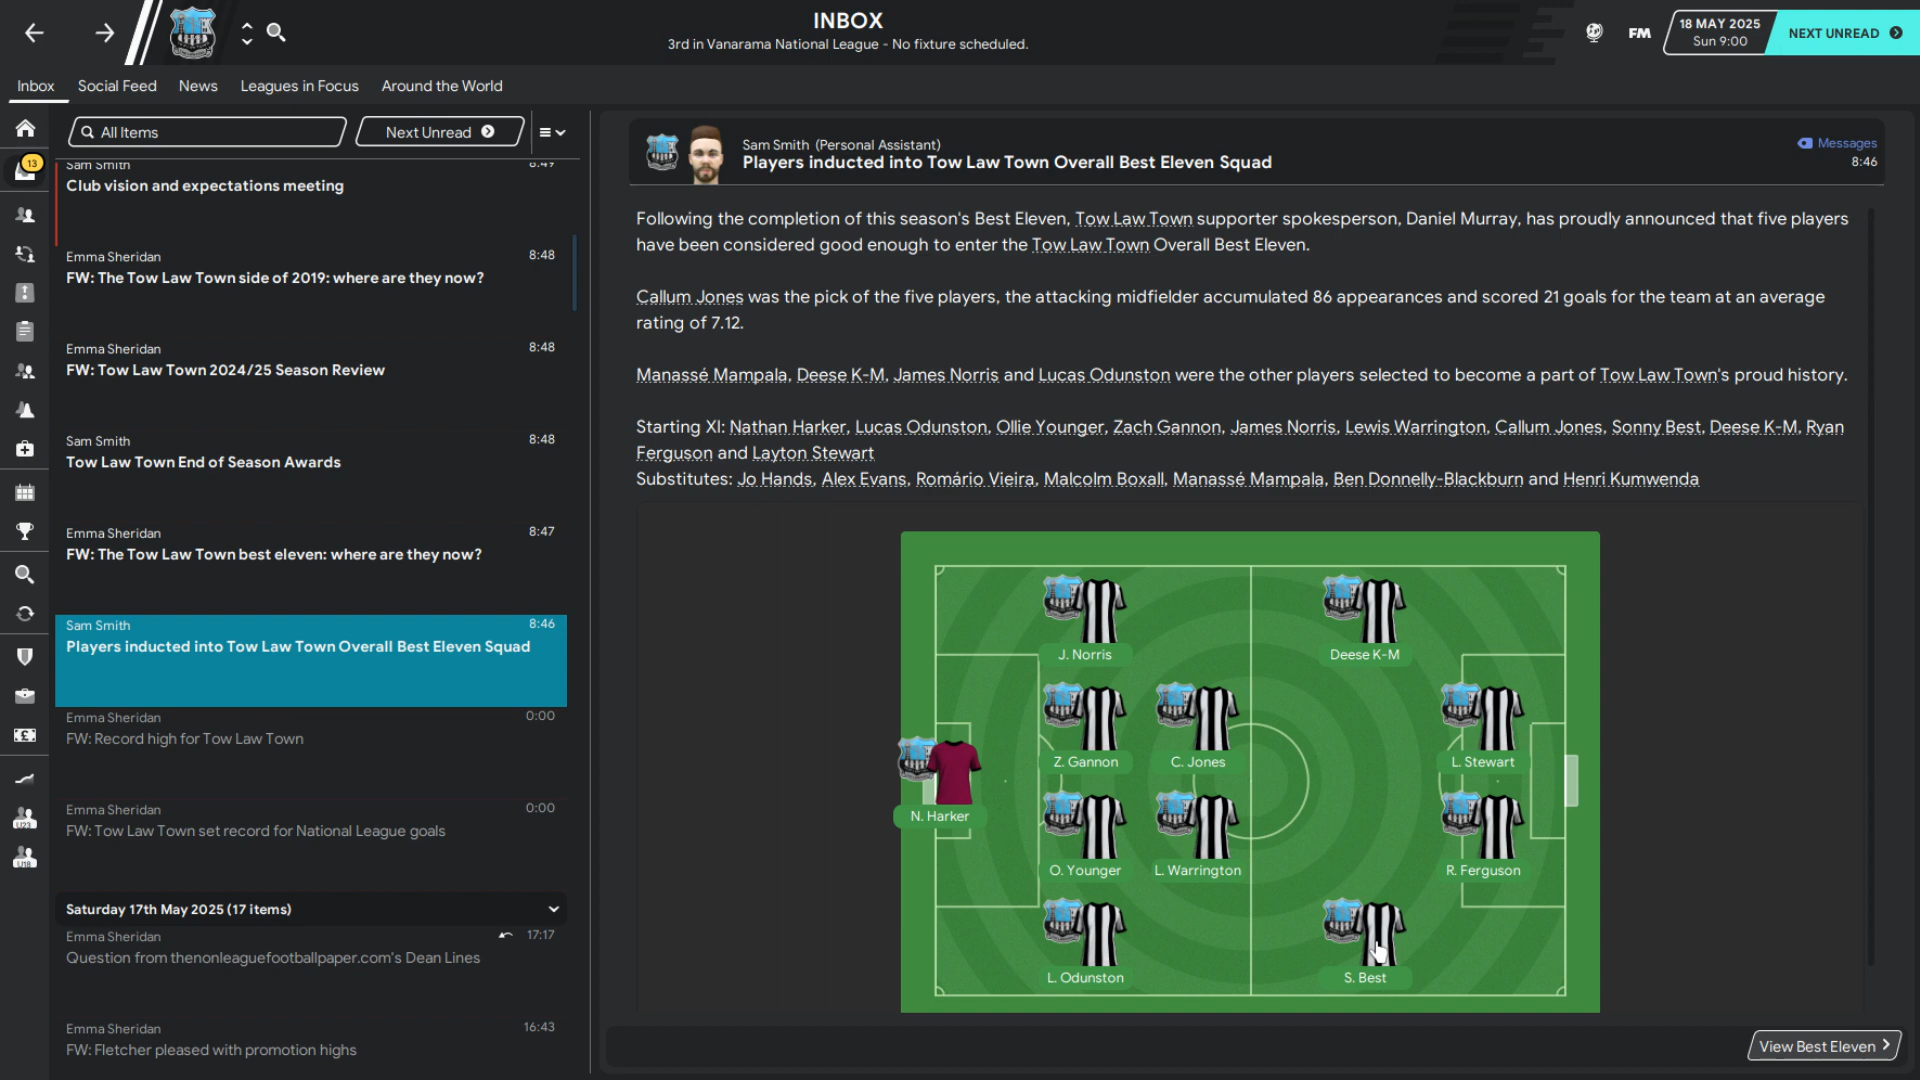 INBOX
3rd in Vanarama National League - No fixture scheduled.
FM
18 MAY 2025
Sun 9:00
NEXT UNREAD
Inbox
Social Feed
News
Leagues in Focus
Around the World
All Items
Next Unread
13
Sam Smith
8:49
Club vision and expectations meeting
Emma Sheridan
8:48
FW: The Tow Law Town side of 2019: where are they now?
Emma Sheridan
8:48
FW: Tow Law Town 2024/25 Season Review
Sam Smith
8:48
Tow Law Town End of Season Awards
Emma Sheridan
8:47
FW: The Tow Law Town best eleven: where are they now?
Sam Smith
8:46
Players inducted into Tow Law Town Overall Best Eleven Squad
Emma Sheridan
0:00
FW: Record high for Tow Law Town
Emma Sheridan
0:00
FW: Tow Law Town set record for National League goals
Saturday 17th May 2025 (17 items)
Emma Sheridan
17:17
Question from thenonleaguefootballpaper.com's Dean Lines
Emma Sheridan
16:43
FW: Fletcher pleased with promotion highs
U23
U18
Sam Smith (Personal Assistant)
Players inducted into Tow Law Town Overall Best Eleven Squad
Messages
8:46
Following the completion of this season's Best Eleven, Tow Law Town supporter spokesperson, Daniel Murray, has proudly announced that five players
have been considered good enough to enter the Tow Law Town Overall Best Eleven.
Callum Jones was the pick of the five players, the attacking midfielder accumulated 86 appearances and scored 21 goals for the team at an average
rating of 7.12.
Manassé Mampala, Deese K-M, James Norris and Lucas Odunston were the other players selected to become a part of Tow Law Town's proud history.
Starting XI: Nathan Harker, Lucas Odunston, Ollie Younger, Zach Gannon, James Norris, Lewis Warrington, Callum Jones, Sonny Best, Deese K-M, Ryan
Ferguson and Layton Stewart
Substitutes: Jo Hands, Alex Evans, Romário Vieira, Malcolm Boxall, Manassé Mampala, Ben Donnelly-Blackburn and Henri Kumwenda
J. Norris
Deese K-M
Z. Gannon
C. Jones
L. Stewart
N. Harker
O. Younger
L. Warrington
R. Ferguson
L. Odunston
S. Best
View Best Eleven